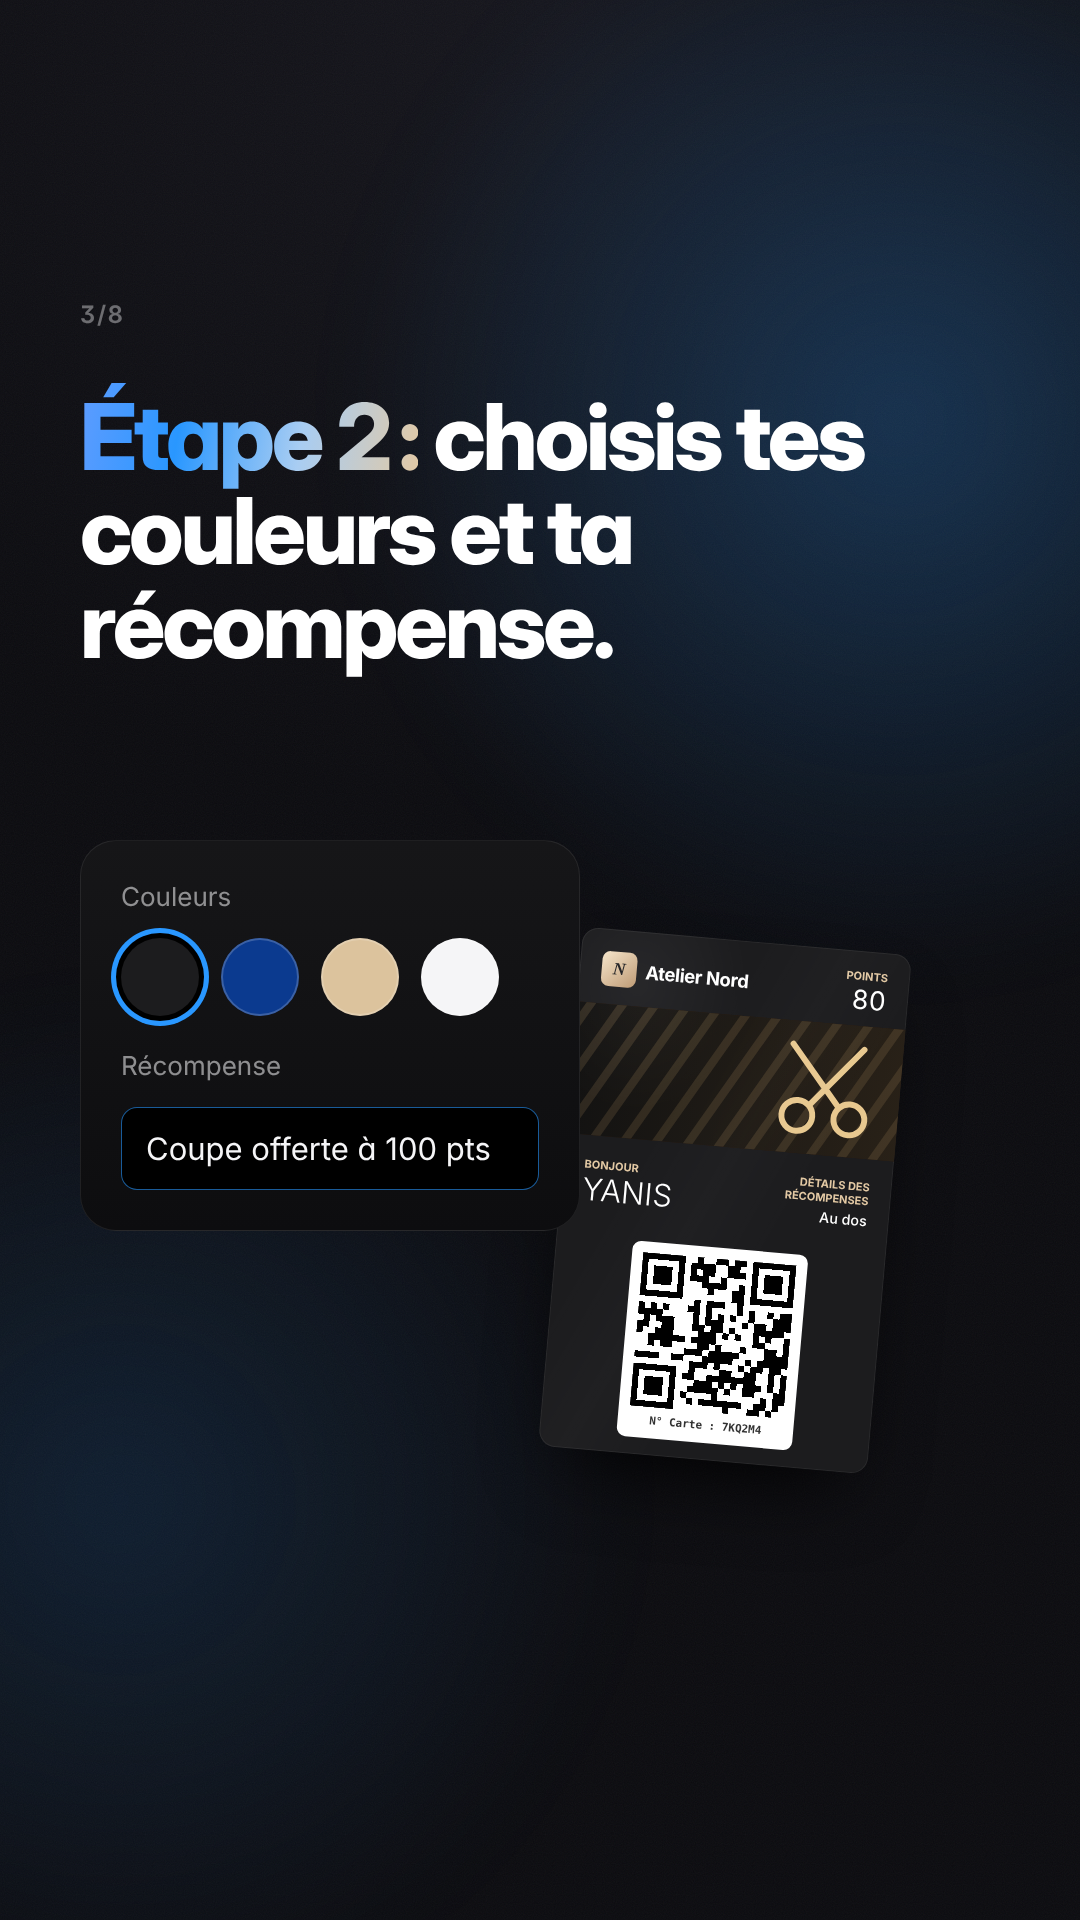 3/8
Étape 2 : choisis tes
couleurs et ta
récompense.
Couleurs
Récompense
Coupe offerte à 100 pts
N
Atelier Nord
POINTS
80
BONJOUR
YANIS
DÉTAILS DES
RÉCOMPENSES
Au dos
N° Carte : 7KQ2M4